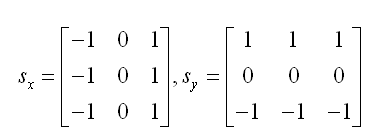 s_x = [ -1 0 1 ; -1 0 1 ; -1 0 1 ], s_y = [ 1 1 1 ; 0 0 0 ; -1 -1 -1 ]